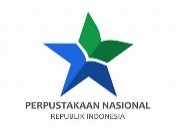 PERPUSTAKAAN NASIONAL
REPUBLIK INDONESIA